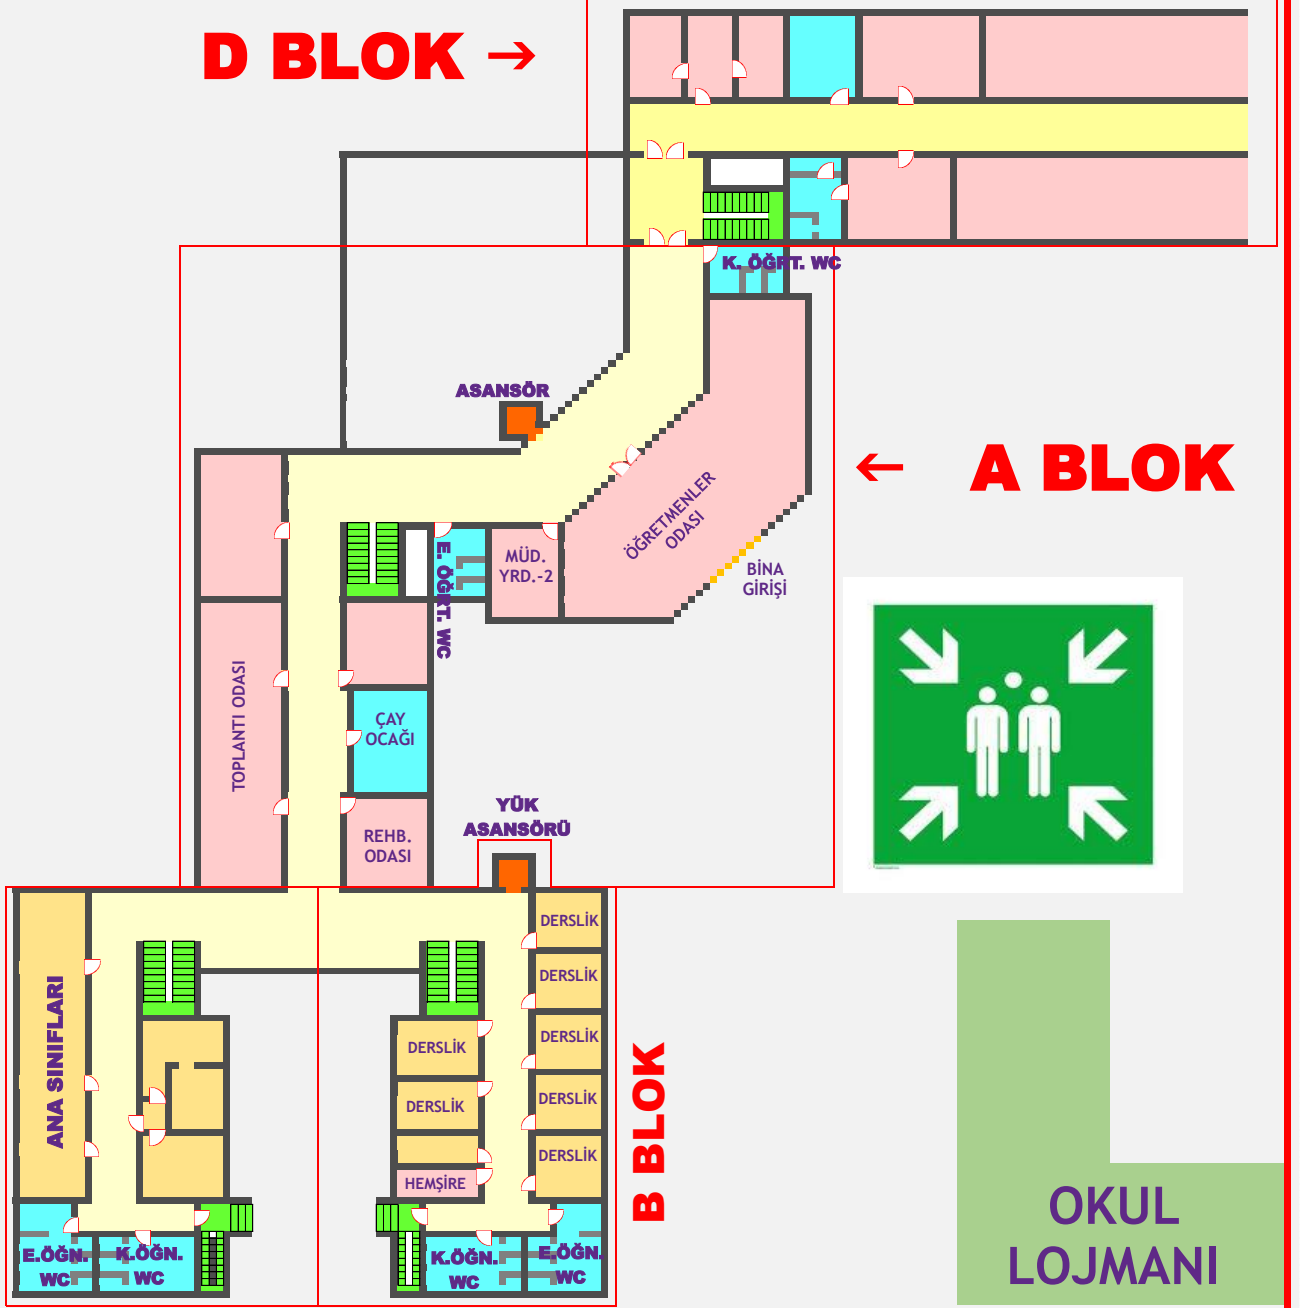 D BLOK →
K. ÖĞRT. WC
ASANSÖR
← A BLOK
ÖĞRETMENLER
ODASI
E. ÖĞRT. WC
MÜD.
YRD.-2
BİNA
GİRİŞİ
TOPLANTI ODASI
ÇAY
OCAĞI
YÜK
ASANSÖRÜ
REHB.
ODASI
DERSLİK
DERSLİK
ANA SINIFLARI
DERSLİK
DERSLİK
DERSLİK
DERSLİK
B BLOK
DERSLİK
HEMŞİRE
OKUL
LOJMANI
E.ÖĞN.
WC
K.ÖĞN.
WC
K.ÖĞN.
WC
E.ÖĞN.
WC